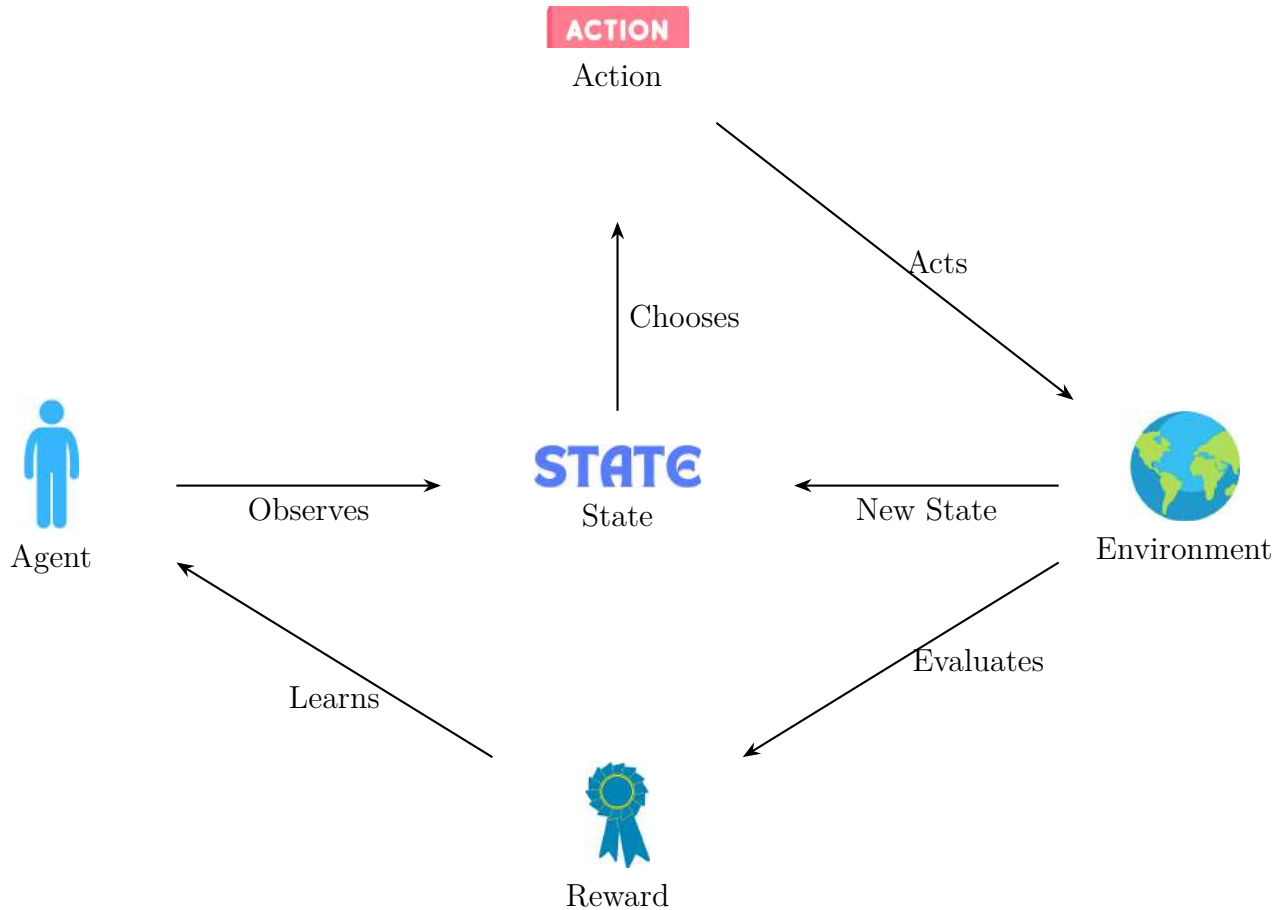 ACTION
Action
Acts
Chooses
STATE
State
Observes
New State
Agent
Environment
Evaluates
Learns
Reward